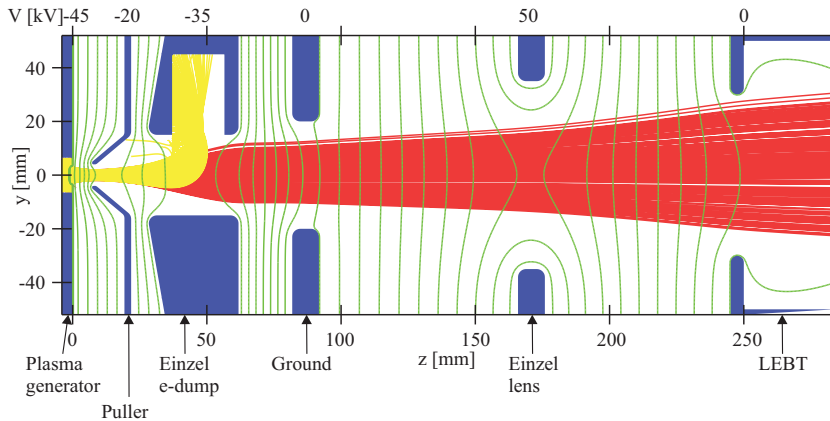 V [kV] -45 -20 -35 0 50 0
40
20
0
-20
-40
y [mm]
0 50 100 150 200 250
z [mm]
Plasma generator
Puller
Einzel e-dump
Ground
Einzel lens
LEBT